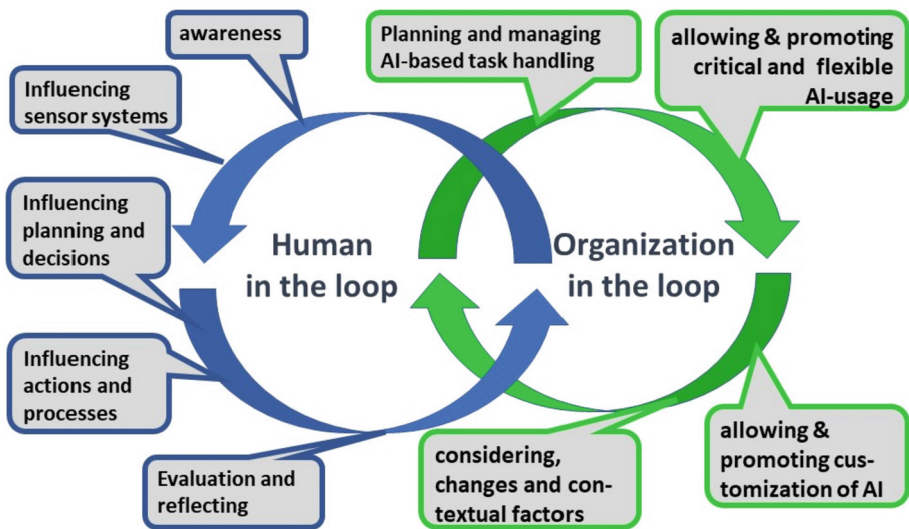 awareness
Planning and managing
AI-based task handling
allowing & promoting
critical and flexible
AI-usage
Influencing
sensor systems
Influencing
planning and
decisions
Human
in the loop
Organization
in the loop
Influencing
actions and
processes
Evaluation and
reflecting
considering,
changes and con-
textual factors
allowing &
promoting cus-
tomization of AI